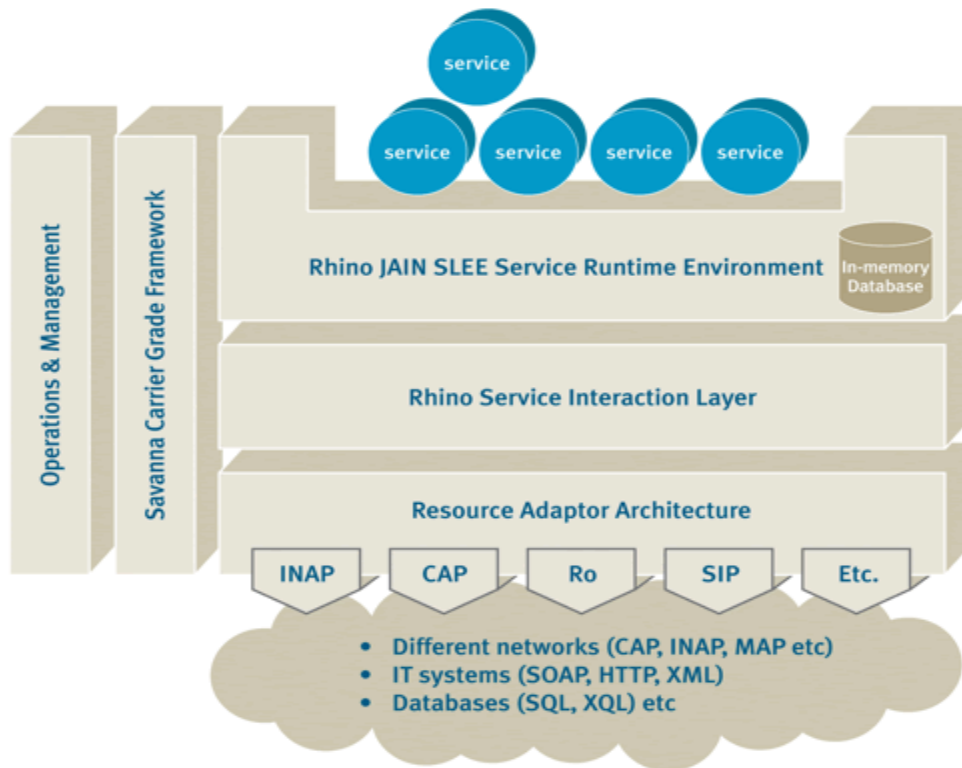 service
service
service
service
service
Operations & Management
Savanna Carrier Grade Framework
Rhino JAIN SLEE Service Runtime Environment
In-memory
Database
Rhino Service Interaction Layer
Resource Adaptor Architecture
INAP
CAP
Ro
SIP
Etc.
• Different networks (CAP, INAP, MAP etc)
• IT systems (SOAP, HTTP, XML)
• Databases (SQL, XQL) etc